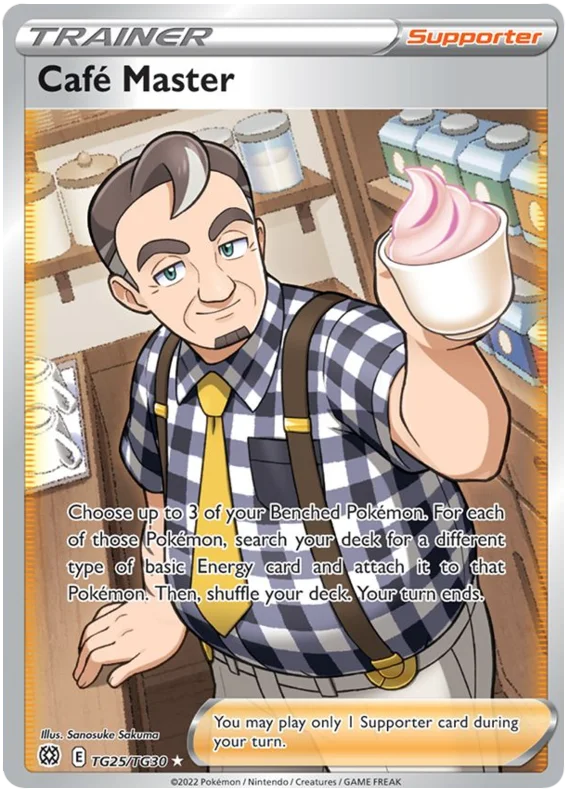 TRAINER
Supporter
Café Master
Choose up to 3 of your Benched Pokémon. For each
of those Pokémon, search your deck for a different
type of basic Energy card and attach it to that
Pokémon. Then, shuffle your deck. Your turn ends.
You may play only 1 Supporter card during
your turn.
Illus. Sanosuke Sakuma
E TG25/TG30 ★
©2022 Pokémon / Nintendo / Creatures / GAME FREAK